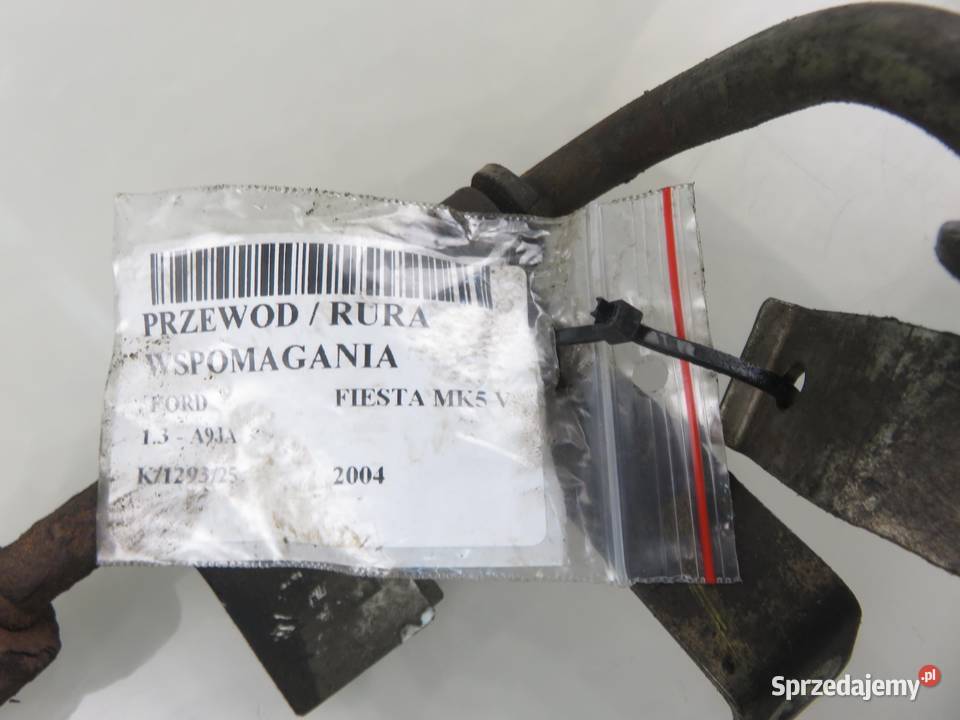 PRZEWOD / RURA
WSPOMAGANIA
FORD FIESTA MK5 V
1.3 - A9JA
K/1293/25 2004
Sprzedajemy.pl